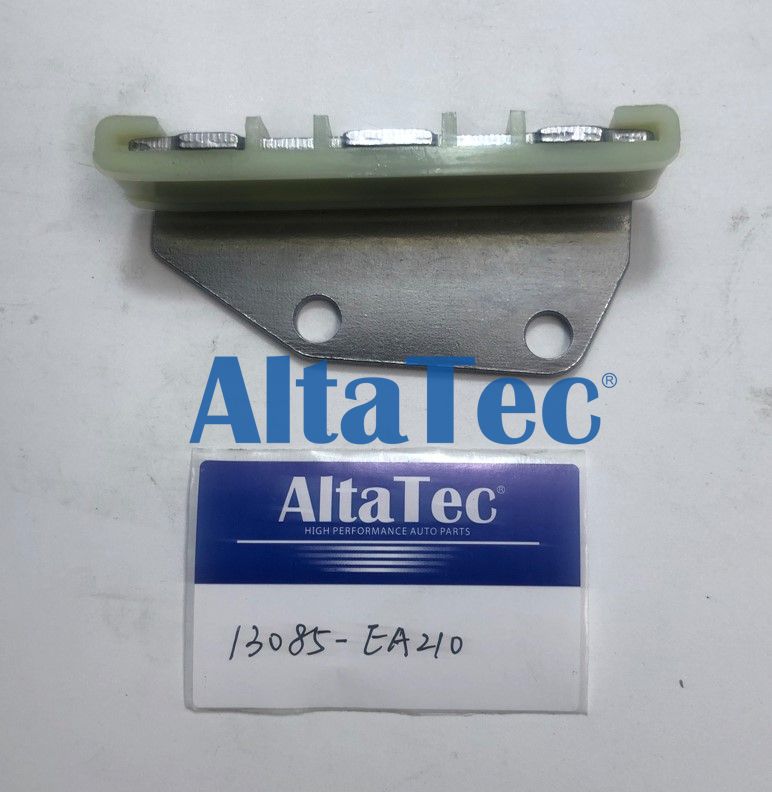 AltaTec®
AltaTec®
HIGH PERFORMANCE AUTO PARTS
13085-EA210